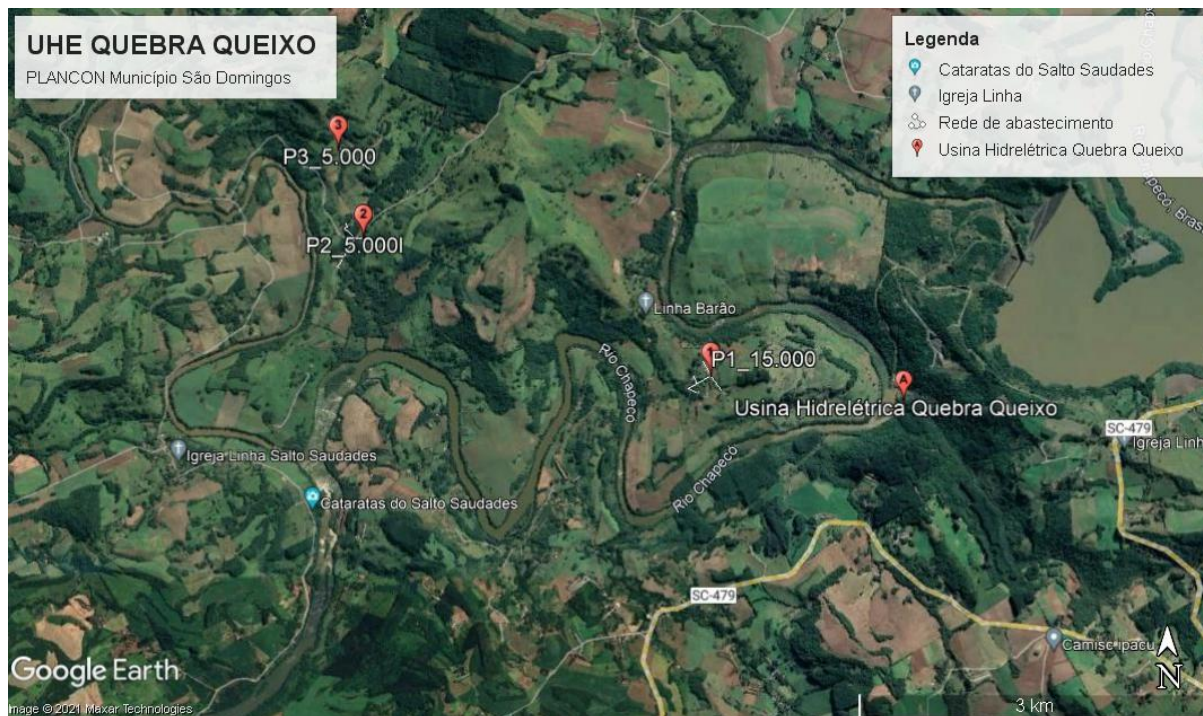 UHE QUEBRA QUEIXO
PLANCON Município São Domingos
Legenda
Cataratas do Salto Saudades
Igreja Linha
Rede de abastecimento
Usina Hidrelétrica Quebra Queixo
3
P3_5.000
2
P2_5.000l
Linha Barão
1
P1_15.000
Rio Chapecó
A
Usina Hidrelétrica Quebra Queixo
SC-479
Igreja Linh
Igreja Linha Salto Saudades
Rio Chapecó
Cataratas do Salto Saudades
SC-479
Camisc ipacu
Google Earth
N
3 km
Image © 2021 Maxar Technologies